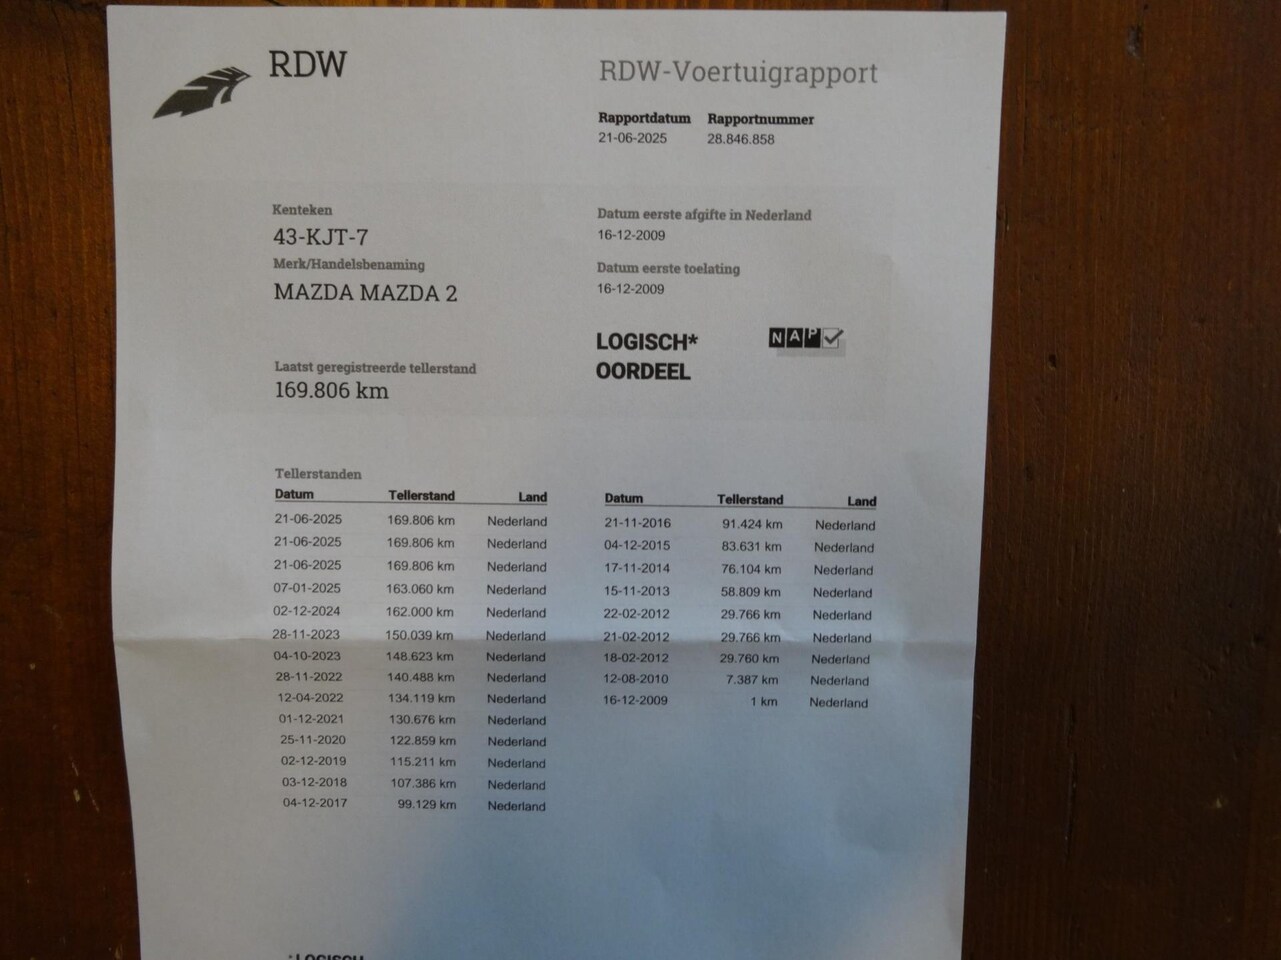 RDW
RDW-Voertuigrapport
Rapportdatum Rapportnummer
21-06-2025 28.846.858
Kenteken
43-KJT-7
Merk/Handelsbenaming
MAZDA MAZDA 2
Laatst geregistreerde tellerstand
169.806 km
Datum eerste afgifte in Nederland
16-12-2009
Datum eerste toelating
16-12-2009
LOGISCH*
OORDEEL
NAP
Tellerstanden
Datum Tellerstand Land
21-06-2025 169.806 km Nederland
21-06-2025 169.806 km Nederland
21-06-2025 169.806 km Nederland
07-01-2025 163.060 km Nederland
02-12-2024 162.000 km Nederland
28-11-2023 150.039 km Nederland
04-10-2023 148.623 km Nederland
28-11-2022 140.488 km Nederland
12-04-2022 134.119 km Nederland
01-12-2021 130.676 km Nederland
25-11-2020 122.859 km Nederland
02-12-2019 115.211 km Nederland
03-12-2018 107.386 km Nederland
04-12-2017 99.129 km Nederland
Datum Tellerstand Land
21-11-2016 91.424 km Nederland
04-12-2015 83.631 km Nederland
17-11-2014 76.104 km Nederland
15-11-2013 58.809 km Nederland
22-02-2012 29.766 km Nederland
21-02-2012 29.766 km Nederland
18-02-2012 29.760 km Nederland
12-08-2010 7.387 km Nederland
16-12-2009 1 km Nederland
*LOGISCH